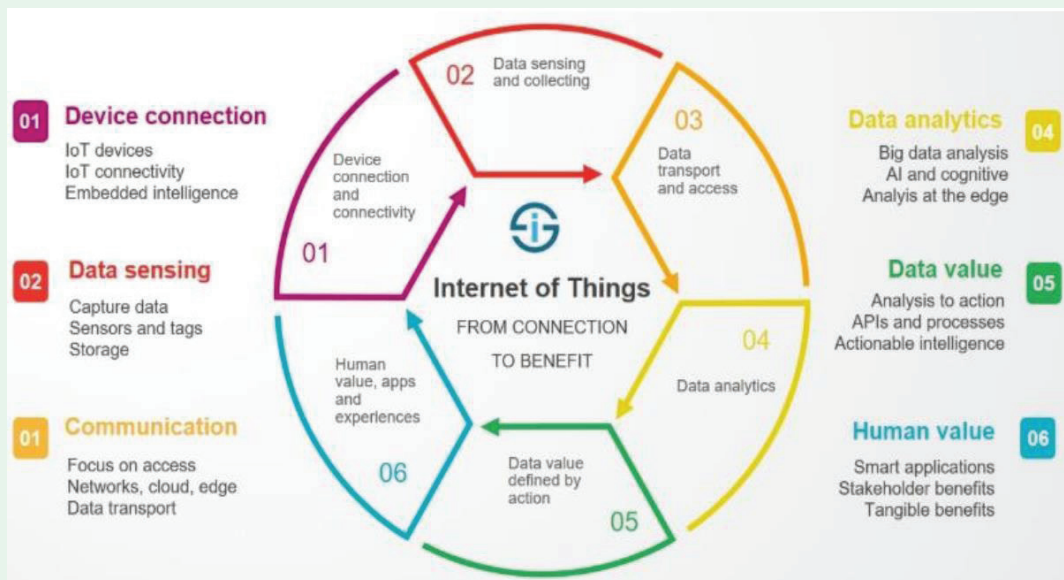 01
Device connection
IoT devices
IoT connectivity
Embedded intelligence
02
Data sensing
Capture data
Sensors and tags
Storage
01
Communication
Focus on access
Networks, cloud, edge
Data transport
Device
connection
and
connectivity
01
02
Data sensing
and collecting
03
Data
transport
and access
04
Data analytics
Data value
defined by
action
05
Human
value, apps
and
experiences
06
Internet of Things
FROM CONNECTION
TO BENEFIT
Data analytics
04
Big data analysis
AI and cognitive
Analyis at the edge
Data value
05
Analysis to action
APIs and processes
Actionable intelligence
Human value
06
Smart applications
Stakeholder benefits
Tangible benefits